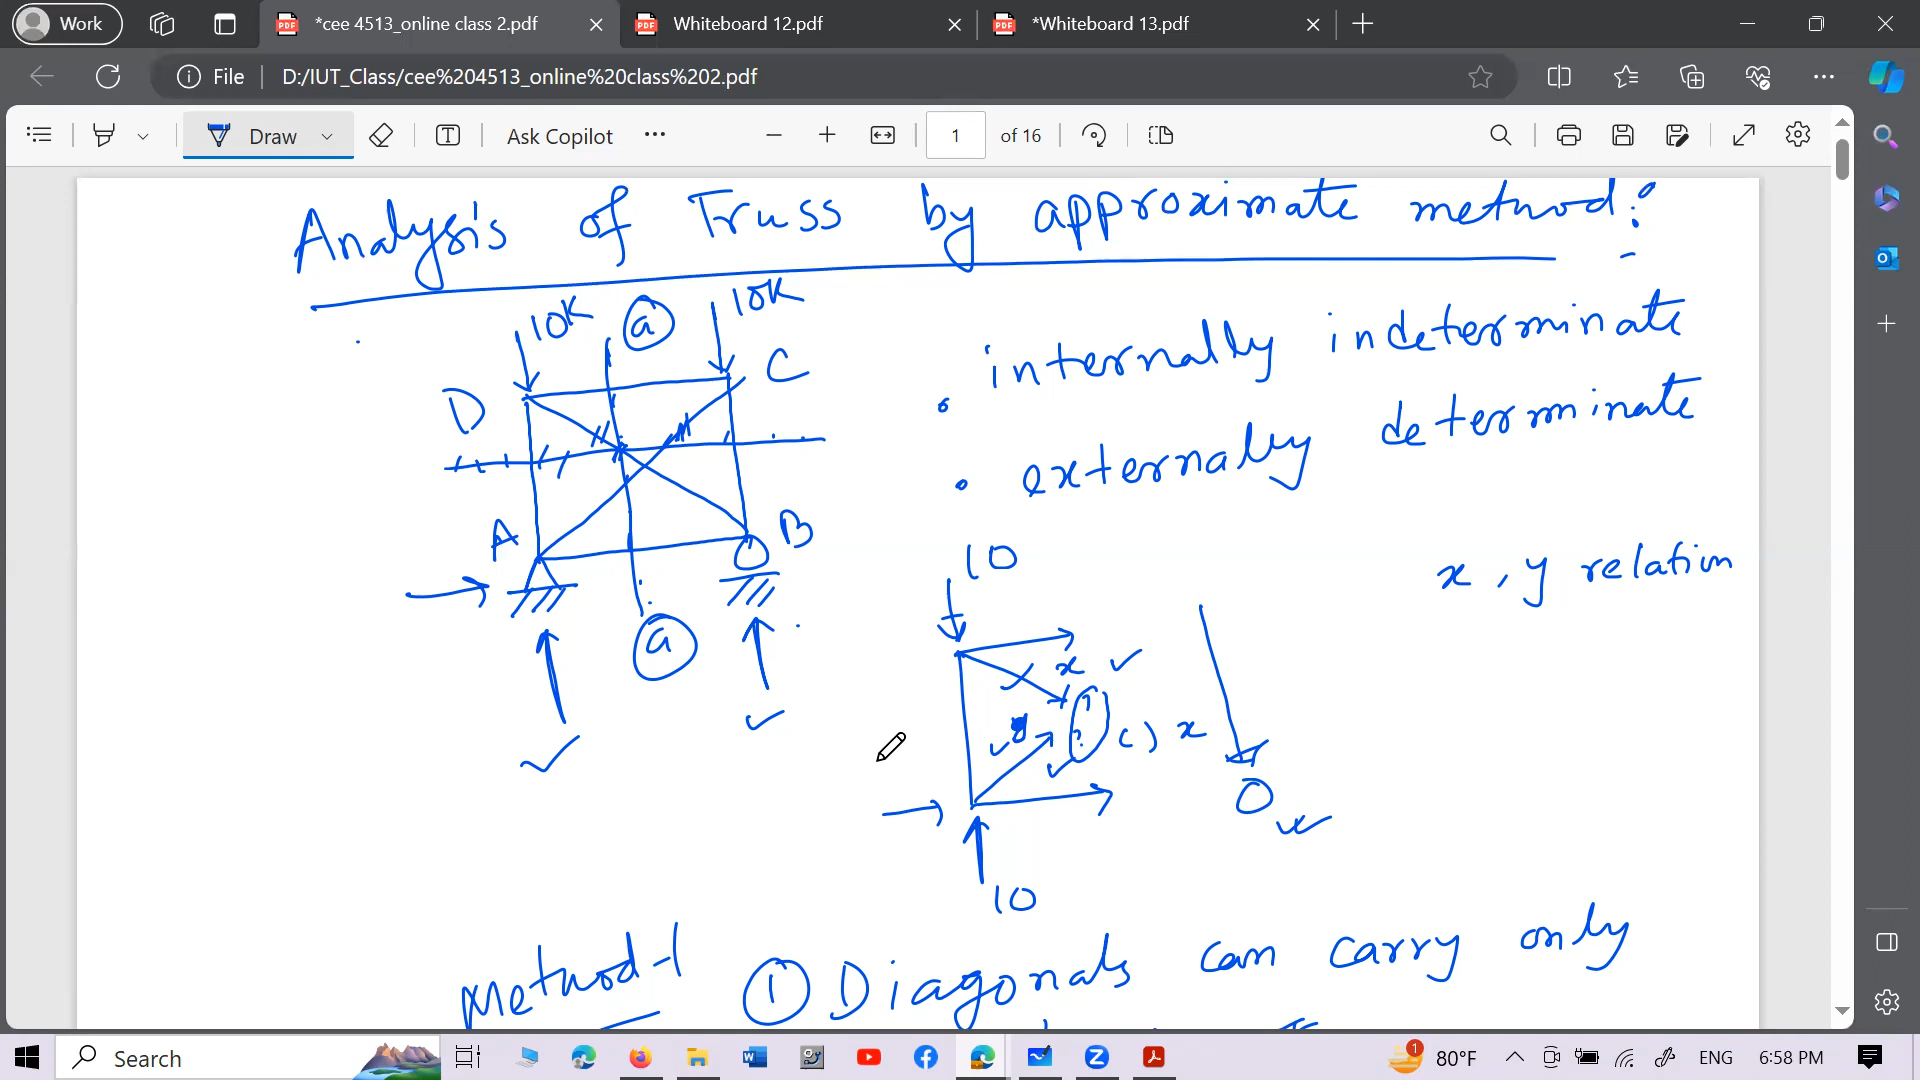 Work
*cee 4513_online class 2.pdf
Whiteboard 12.pdf
*Whiteboard 13.pdf
File
D:/IUT_Class/cee%204513_online%20class%202.pdf
Draw
Ask Copilot
1
of 16
Analysis of Truss by approximate method:
10K
a
10K
D
C
A
B
a
• internally indeterminate
• externally determinate
x, y relation
10
x
?
(c) x
10
0
Method-1
① Diagonals can carry only
Search
80°F
ENG
6:58 PM
1